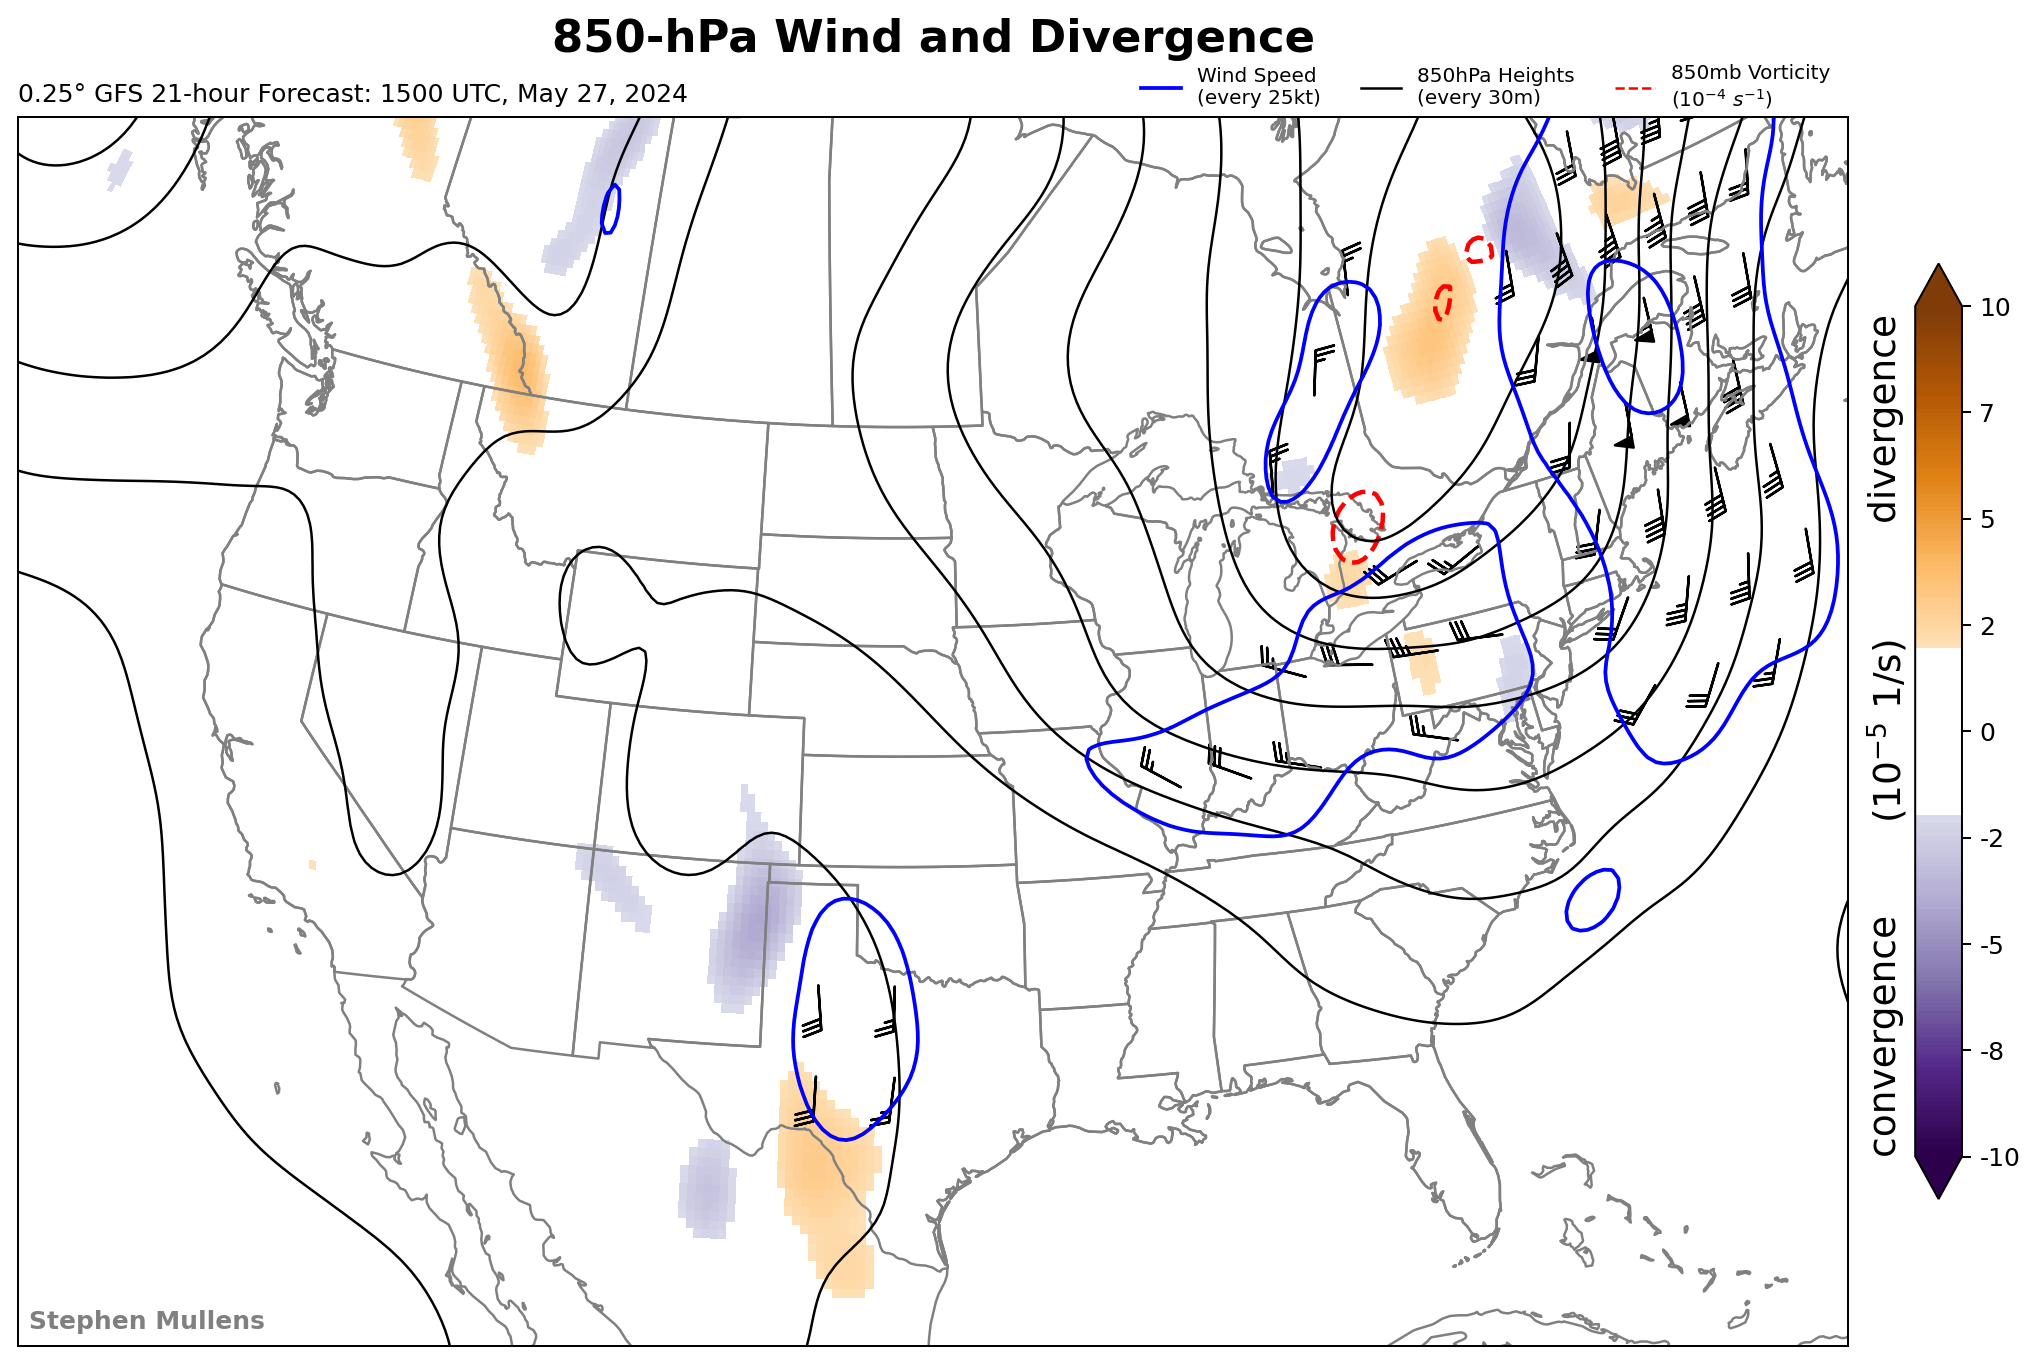 850-hPa Wind and Divergence
0.25° GFS 21-hour Forecast: 1500 UTC, May 27, 2024
Wind Speed
(every 25kt)
850hPa Heights
(every 30m)
850mb Vorticity
(10⁻⁴ s⁻¹)
10
7
5
2
0
-2
-5
-8
-10
convergence (10⁻⁵ 1/s) divergence
Stephen Mullens